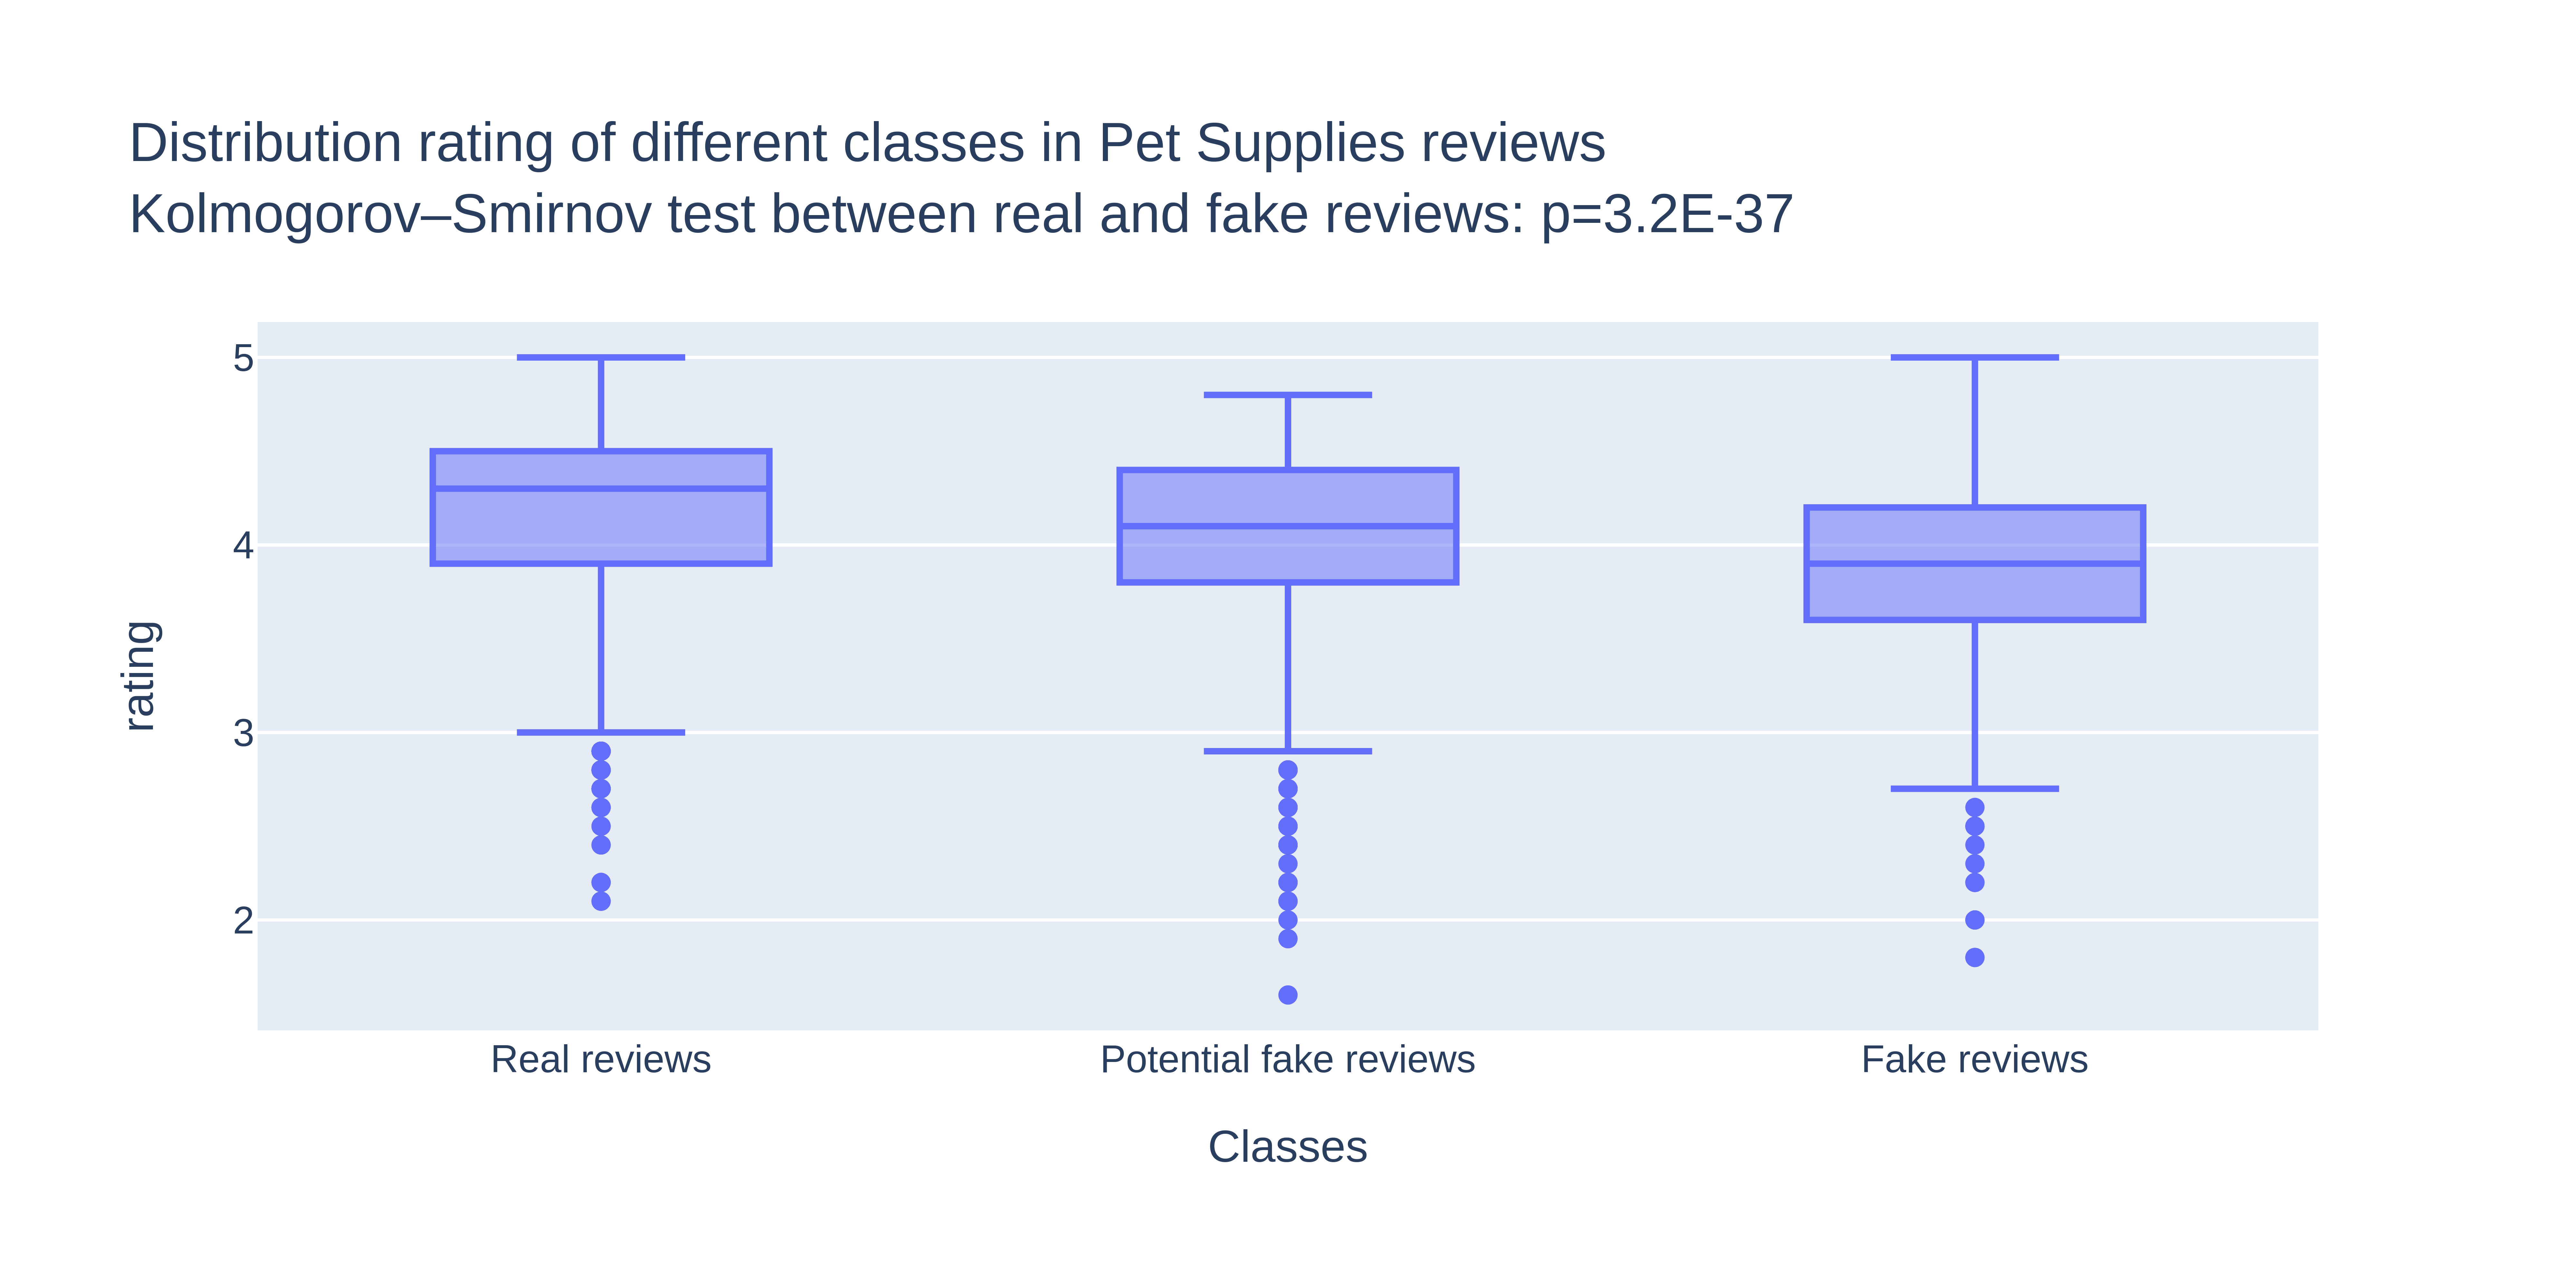 Distribution rating of different classes in Pet Supplies reviews
Kolmogorov–Smirnov test between real and fake reviews: p=3.2E-37
5
4
3
2
rating
Real reviews
Potential fake reviews
Fake reviews
Classes